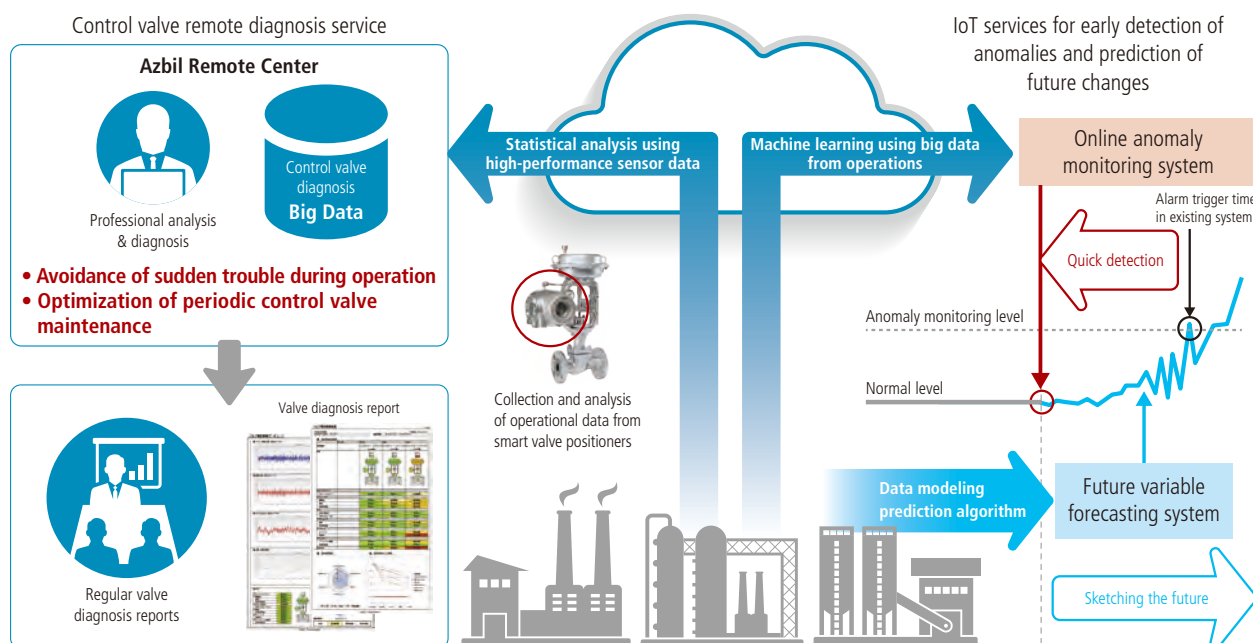 Control valve remote diagnosis service
Azbil Remote Center
Professional analysis
& diagnosis
Control valve
diagnosis
Big Data
• Avoidance of sudden trouble during operation
• Optimization of periodic control valve
maintenance
Valve diagnosis report
Regular valve
diagnosis reports
Statistical analysis using
high-performance sensor data
Machine learning using big data
from operations
Collection and analysis
of operational data from
smart valve positioners
IoT services for early detection of
anomalies and prediction of
future changes
Online anomaly
monitoring system
Alarm trigger time
in existing system
Quick detection
Anomaly monitoring level
Normal level
Data modeling
prediction algorithm
Future variable
forecasting system
Sketching the future